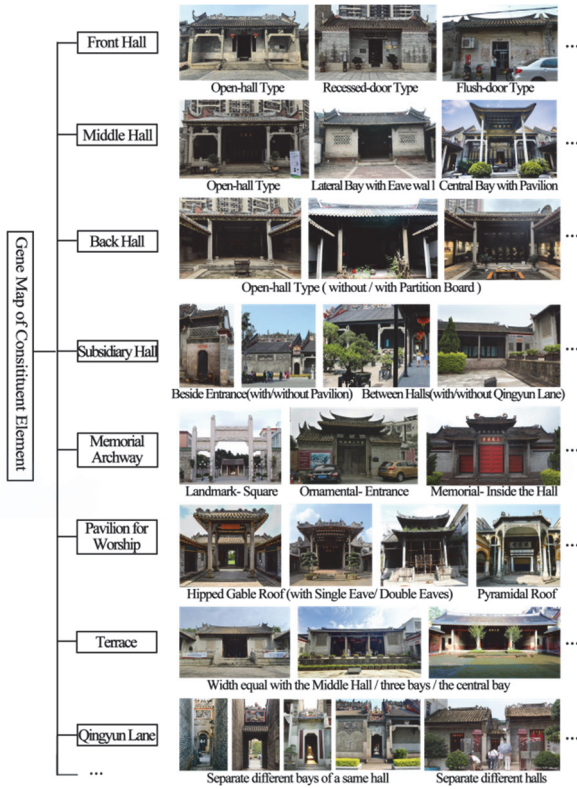 Gene Map of Consitituent Element
Front Hall
Open-hall Type
Recessed-door Type
Flush-door Type
...
Middle Hall
Open-hall Type
Lateral Bay with Eave wal l
Central Bay with Pavilion
...
Back Hall
Open-hall Type ( without / with Partition Board )
...
Subsidiary Hall
Beside Entrance(with/without Pavilion)
Between Halls(with/without Qingyun Lane)
...
Memorial
Archway
Landmark- Square
Ornamental- Entrance
Memorial- Inside the Hall
...
Pavilion for
Worship
Hipped Gable Roof (with Single Eave/ Double Eaves)
Pyramidal Roof
...
Terrace
Width equal with the Middle Hall / three bays / the central bay
...
Qingyun Lane
Separate different bays of a same hall
Separate different halls
...
...